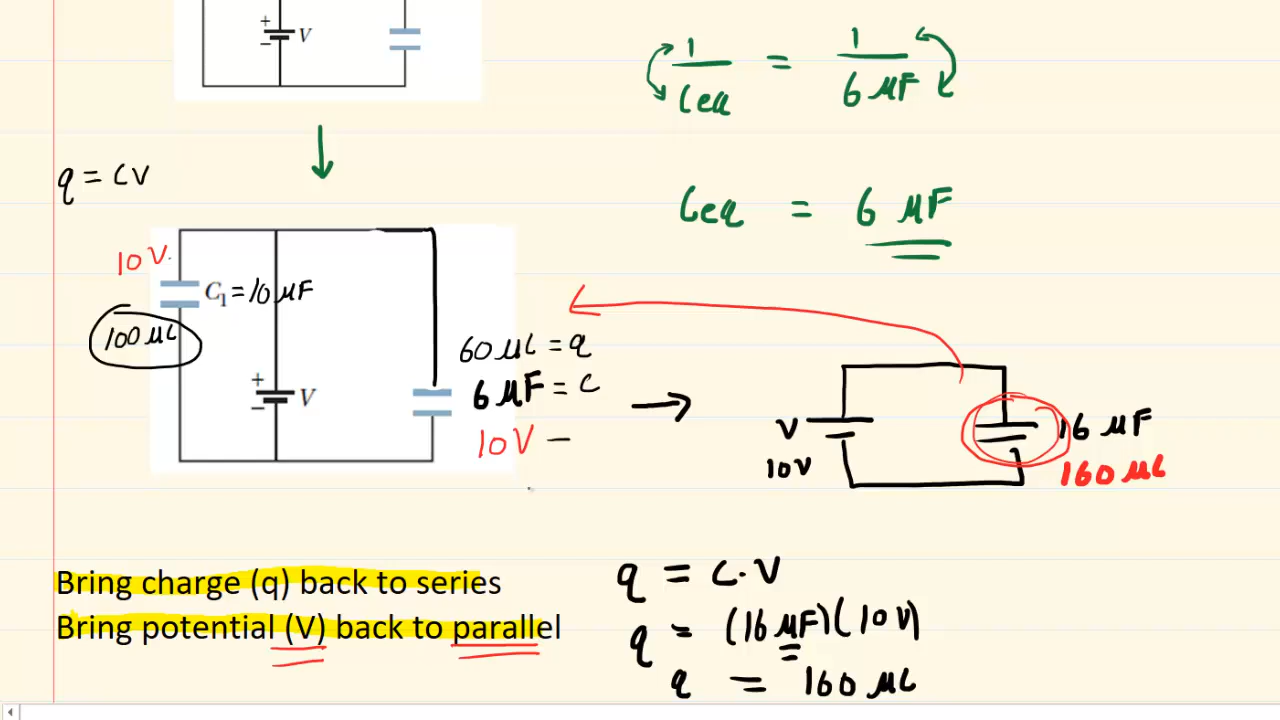 +
− V
1/Ceq = 1/6 μF
q = CV
Ceq = 6 μF
10V.
C1 = 10 μF
100 μC
60 μC = q
6 μF = C
10V −
+
− V
V
10V
16 μF
160 μC
Bring charge (q) back to series
Bring potential (V) back to parallel
q = C·V
q = (16 μF)(10V)
q = 160 μC